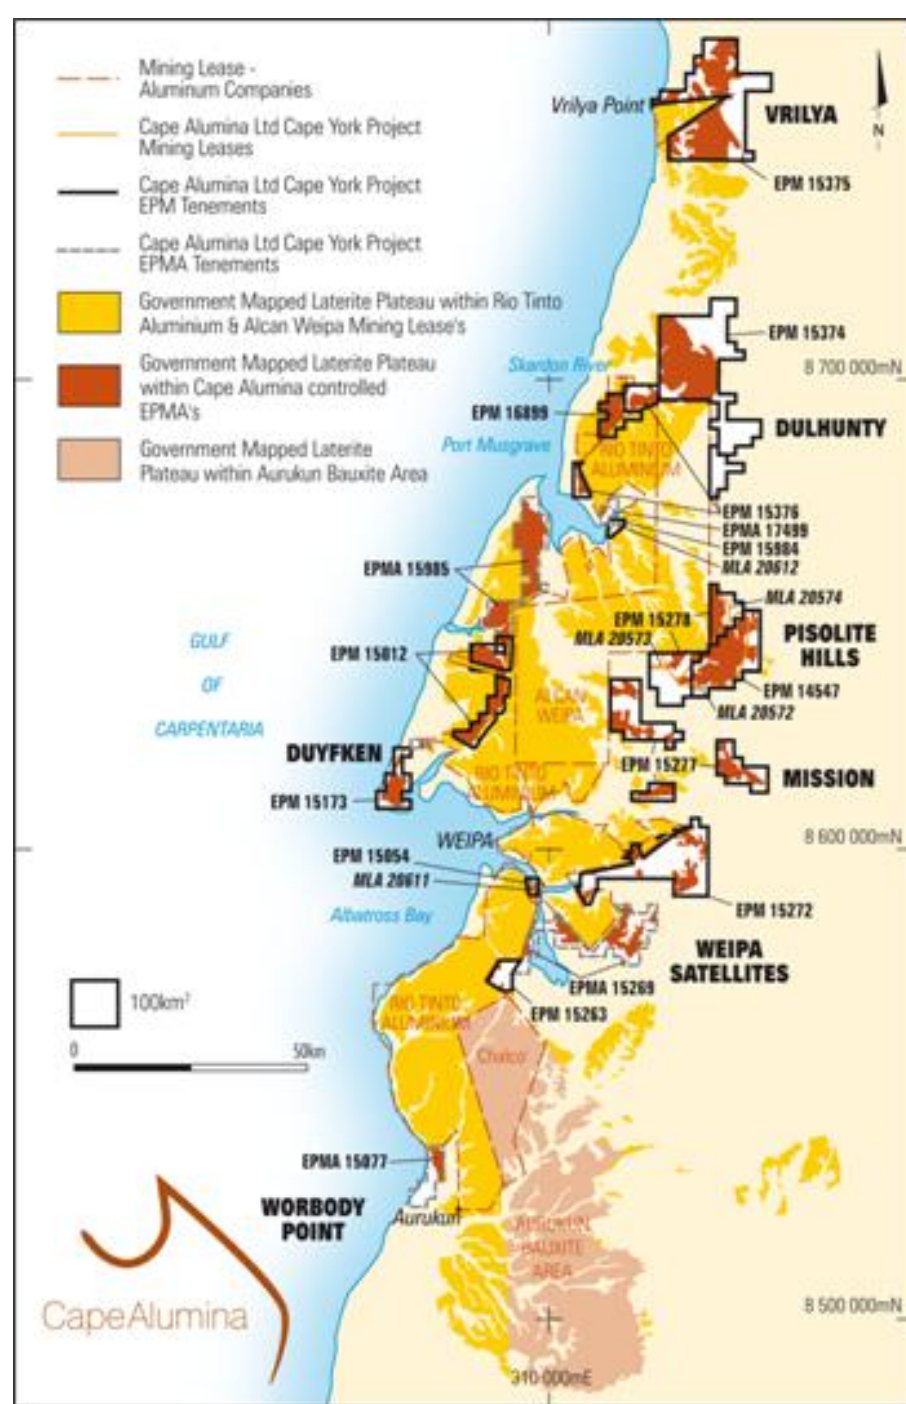 Mining Lease -
Aluminum Companies
Cape Alumina Ltd Cape York Project
Mining Leases
Cape Alumina Ltd Cape York Project
EPM Tenements
Cape Alumina Ltd Cape York Project
EPMA Tenements
Government Mapped Laterite Plateau within Rio Tinto
Aluminium & Alcan Weipa Mining Lease's
Government Mapped Laterite Plateau
within Cape Alumina controlled
EPMA's
Government Mapped Laterite
Plateau within Aurukun Bauxite Area
Vrilya Point
VRILYA
N
EPM 15375
EPM 15374
Skardon River
8 700 000mN
EPM 16899
DULHUNTY
Port Musgrave
RIO TINTO
ALUMINIUM
EPM 15376
EPMA 17499
EPM 15984
MLA 20612
EPMA 15985
MLA 20574
EPM 15278
MLA 20573
PISOLITE
HILLS
GULF
OF
CARPENTARIA
EPM 15012
EPM 14547
MLA 20572
ALCAN
WEIPA
DUYFKEN
EPM 15277
MISSION
RIO TINTO
ALUMINIUM
EPM 15173
WEIPA
8 600 000mN
EPM 15054
MLA 20611
Albatross Bay
EPM 15272
WEIPA
SATELLITES
EPMA 15269
EPM 15263
100km²
RIO TINTO
ALUMINIUM
0
50km
Chalco
EPMA 15077
WORBODY
POINT
Aurukun
AURUKUN
BAUXITE
AREA
CapeAlumina
8 500 000mN
310 000mE